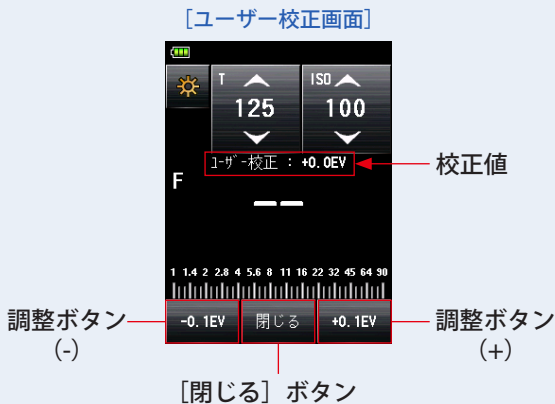 ［ユーザー校正画面］
T
ISO
125
100
ﾕｰｻﾞｰ校正 : +0.0EV
校正値
F
1 1.4 2 2.8 4 5.6 8 11 16 22 32 45 64 90
調整ボタン
(-)
-0.1EV
閉じる
+0.1EV
調整ボタン
(+)
［閉じる］ボタン